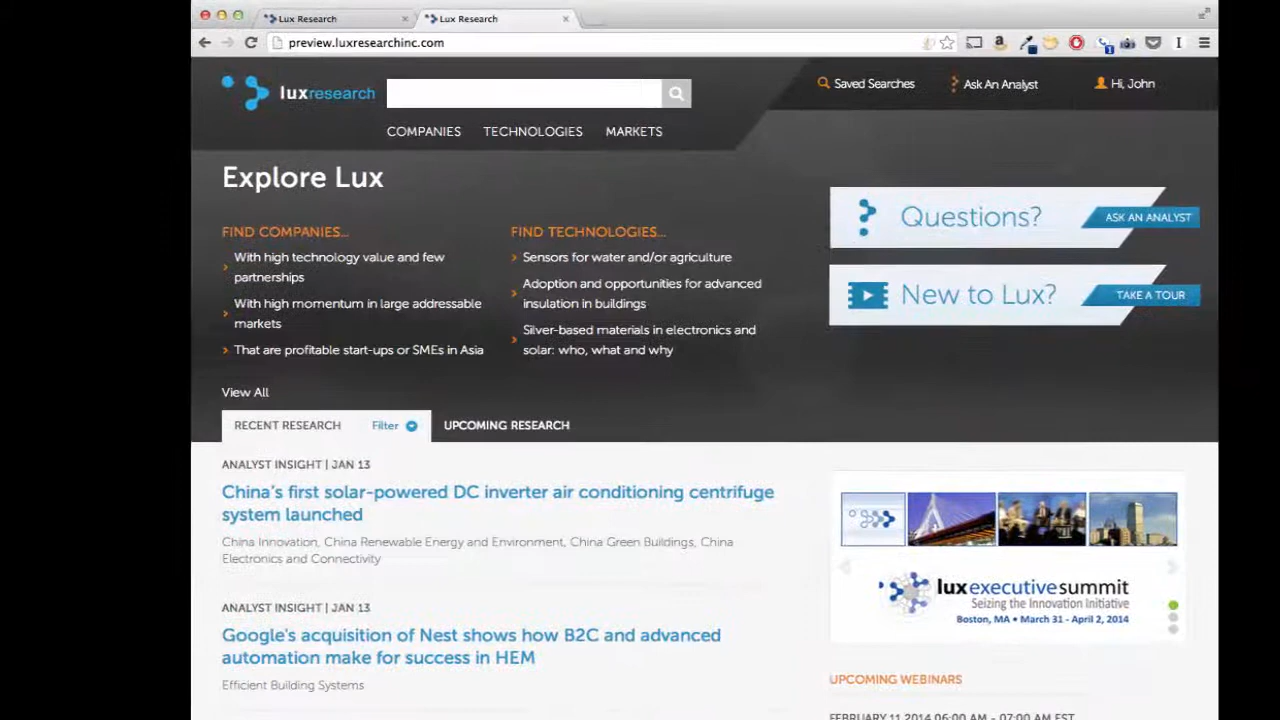 Lux Research
Lux Research
preview.luxresearchinc.com
luxresearch
Saved Searches
Ask An Analyst
Hi, John
COMPANIES
TECHNOLOGIES
MARKETS
Explore Lux
FIND COMPANIES...
With high technology value and few
partnerships
With high momentum in large addressable
markets
That are profitable start-ups or SMEs in Asia
FIND TECHNOLOGIES...
Sensors for water and/or agriculture
Adoption and opportunities for advanced
insulation in buildings
Silver-based materials in electronics and
solar: who, what and why
Questions?
ASK AN ANALYST
New to Lux?
TAKE A TOUR
View All
RECENT RESEARCH
Filter
UPCOMING RESEARCH
ANALYST INSIGHT | JAN 13
China's first solar-powered DC inverter air conditioning centrifuge
system launched
China Innovation, China Renewable Energy and Environment, China Green Buildings, China
Electronics and Connectivity
ANALYST INSIGHT | JAN 13
Google's acquisition of Nest shows how B2C and advanced
automation make for success in HEM
Efficient Building Systems
luxexecutivesummit
Seizing the Innovation Initiative
Boston, MA • March 31 - April 2, 2014
UPCOMING WEBINARS
FEBRUARY 11 2014 06:00 AM - 07:00 AM EST